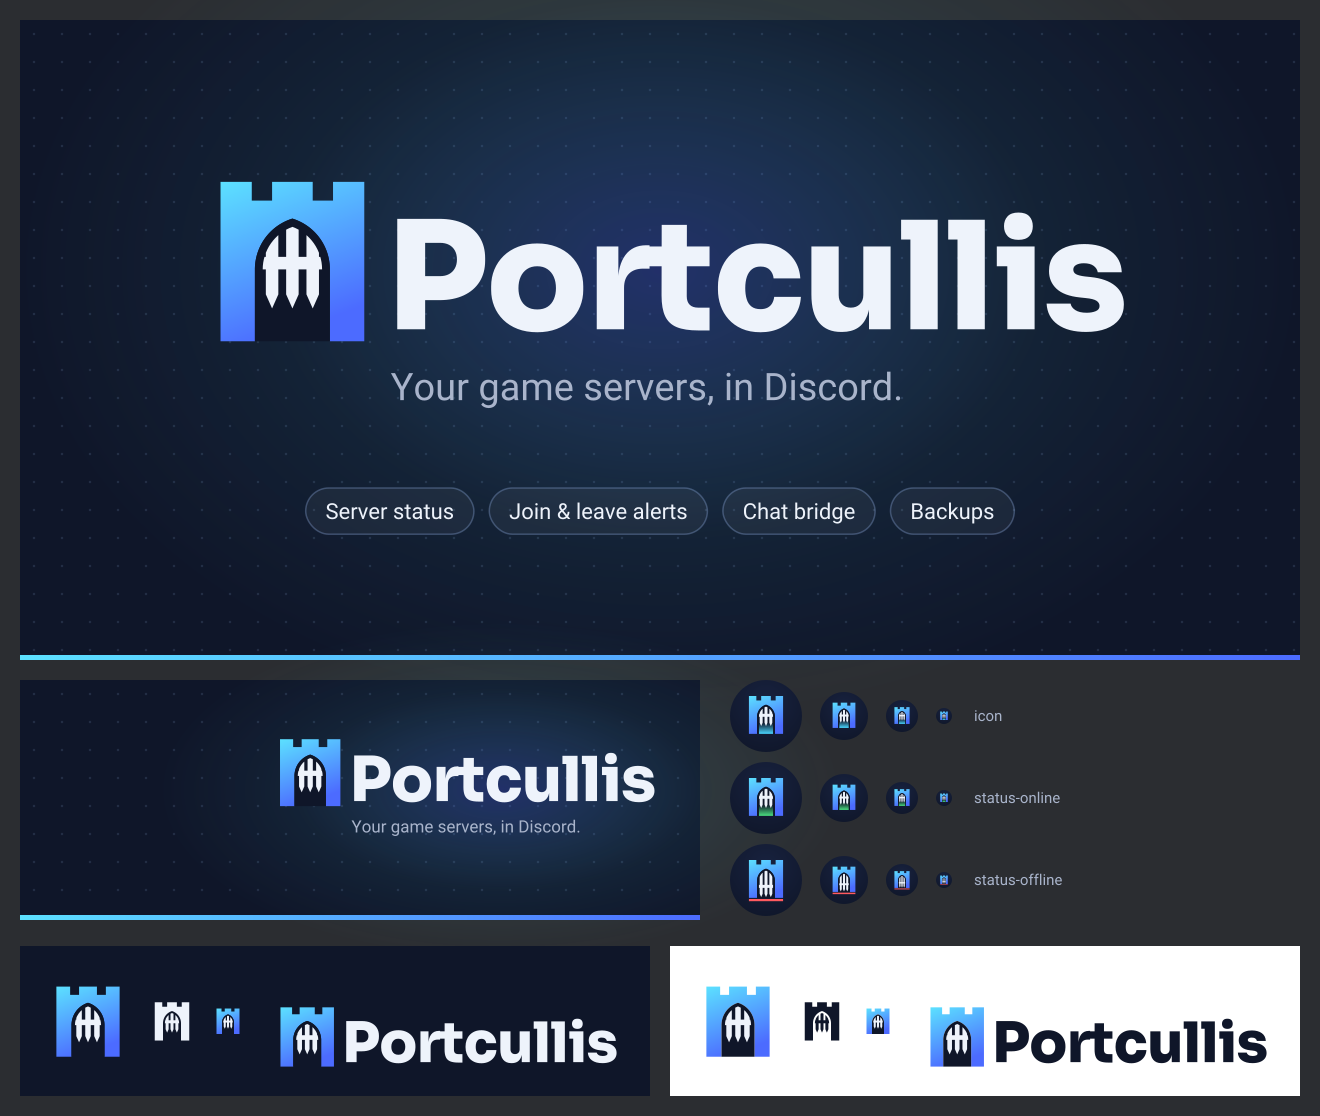 Portcullis
Your game servers, in Discord.
Server status
Join & leave alerts
Chat bridge
Backups
Portcullis
Your game servers, in Discord.
icon
status-online
status-offline
Portcullis
Portcullis